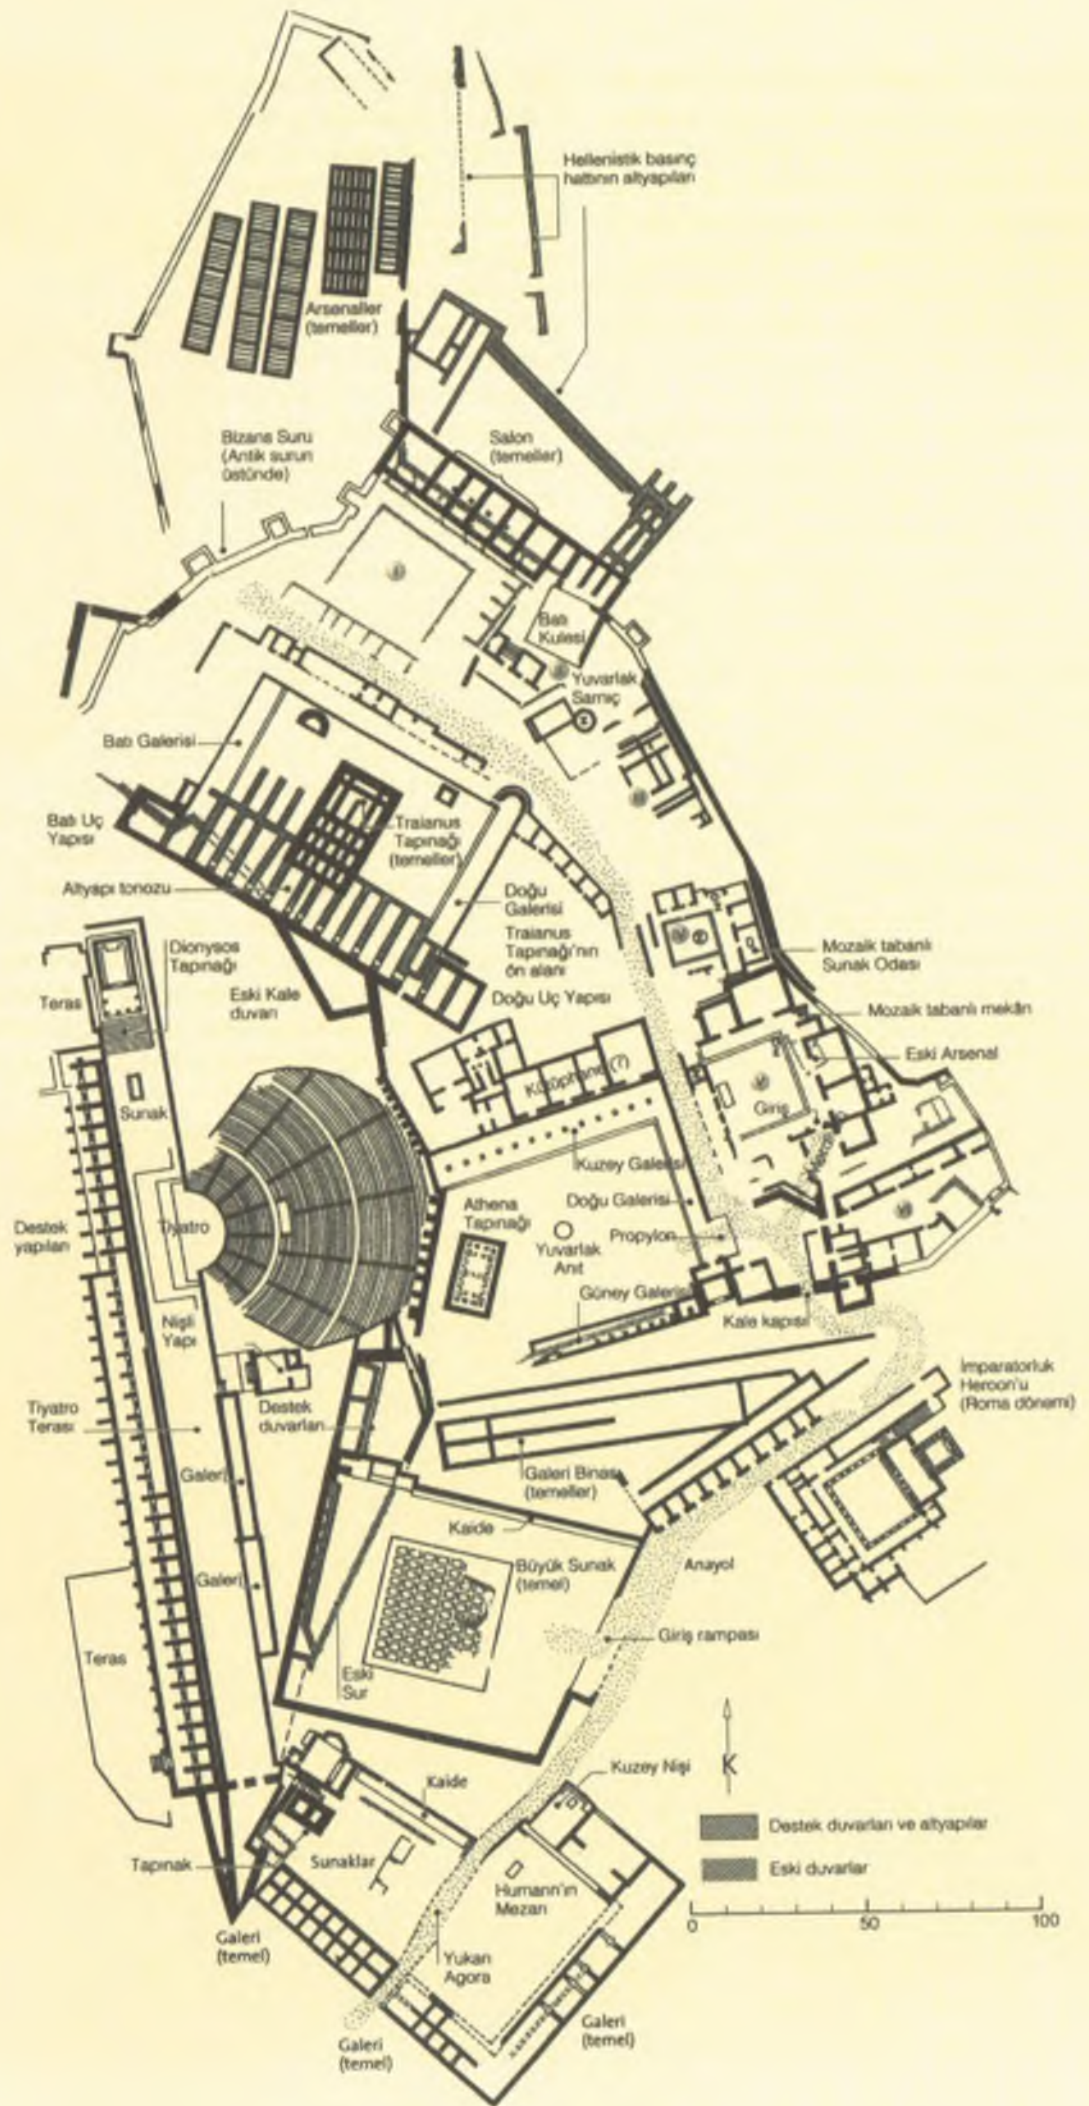 Hellenistik basınç
hattının altyapıları
Arsenaller
(temeller)
Bizans Suru
(Antik surun
üstünde)
Salon
(temeller)
Batı
Kulesi
Yuvarlak
Sarnıç
Batı Galerisi
Batı Uç
Yapısı
Traianus
Tapınağı
(temeller)
Altyapı tonozu
Doğu
Galerisi
Traianus
Tapınağı'nın
ön alanı
Doğu Uç Yapısı
Mozaik tabanlı
Sunak Odası
Mozaik tabanlı mekân
Eski Arsenal
Dionysos
Tapınağı
Teras
Eski Kale
duvarı
Sunak
Kütüphane (?)
Giriş
Kuzey Galerisi
Doğu Galerisi
Athena
Tapınağı
Propylon
Yuvarlak
Anıt
Destek
yapıları
Tiyatro
Güney Galerisi
Kale kapısı
Nişli
Yapı
İmparatorluk
Heroon'u
(Roma dönemi)
Tiyatro
Terası
Destek
duvarları
Galeri
Galeri Binası
(temeller)
Kaide
Büyük Sunak
(temel)
Anayol
Galeri
Giriş rampası
Teras
Eski
Sur
Kuzey Nişi
K
Kaide
Destek duvarları ve altyapılar
Eski duvarlar
Tapınak
Sunaklar
Humann'ın
Mezarı
0 50 100
Galeri
(temel)
Yukarı
Agora
Galeri
(temel)
Galeri
(temel)